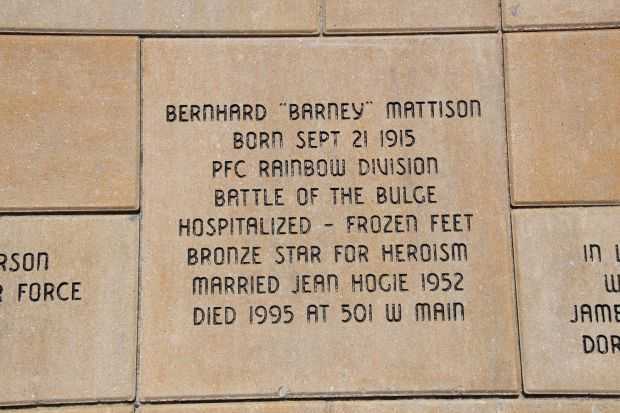 BERNHARD "BARNEY" MATTISON
BORN SEPT 21 1915
PFC RAINBOW DIVISION
BATTLE OF THE BULGE
HOSPITALIZED - FROZEN FEET
BRONZE STAR FOR HEROISM
MARRIED JEAN HOGIE 1952
DIED 1995 AT 501 W MAIN
RSON
FORCE
IN
W
JAME
DOR